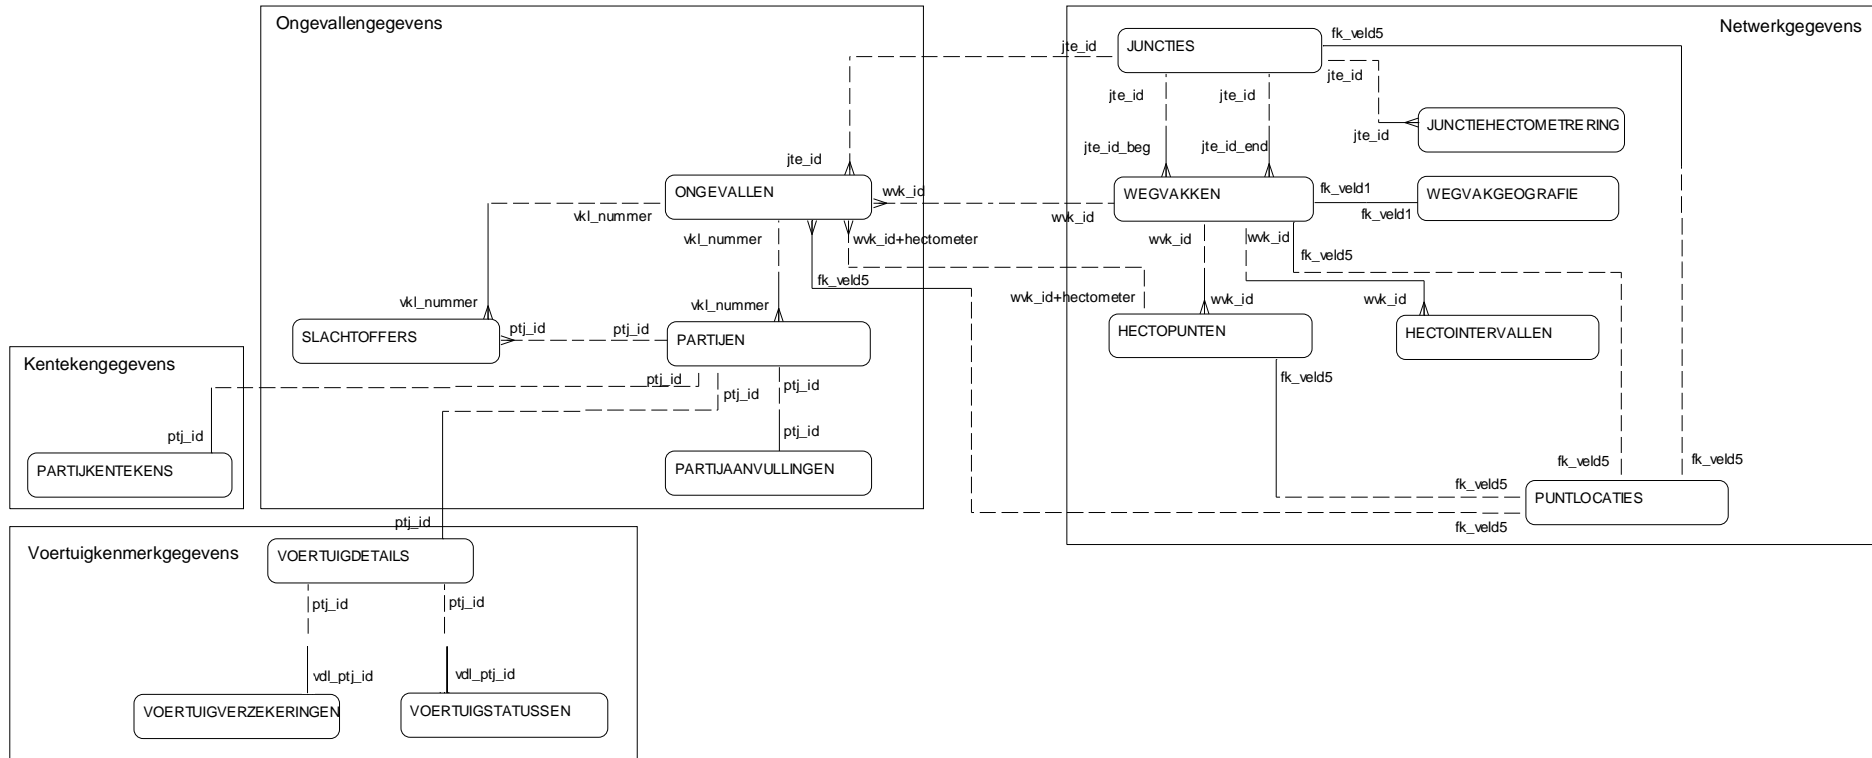 Ongevallengegevens
Netwerkgegevens
jte_id
JUNCTIES
fk_veld5
jte_id
jte_id
jte_id
JUNCTIEHECTOMETRERING
jte_id
jte_id_beg
jte_id_end
jte_id
ONGEVALLEN
wvk_id
WEGVAKKEN
fk_veld1
WEGVAKGEOGRAFIE
vkl_nummer
wvk_id
fk_veld1
vkl_nummer
wvk_id+hectometer
wvk_id
wvk_id
fk_veld5
fk_veld5
vkl_nummer
vkl_nummer
wvk_id+hectometer
wvk_id
wvk_id
SLACHTOFFERS
ptj_id
ptj_id
PARTIJEN
HECTOPUNTEN
HECTOINTERVALLEN
Kentekengegevens
ptj_id
ptj_id
ptj_id
fk_veld5
ptj_id
ptj_id
PARTIJKENTEKENS
PARTIJAANVULLINGEN
fk_veld5
fk_veld5
fk_veld5
PUNTLOCATIES
ptj_id
fk_veld5
Voertuigkenmerkgegevens
VOERTUIGDETAILS
ptj_id
ptj_id
vdl_ptj_id
vdl_ptj_id
VOERTUIGVERZEKERINGEN
VOERTUIGSTATUSSEN